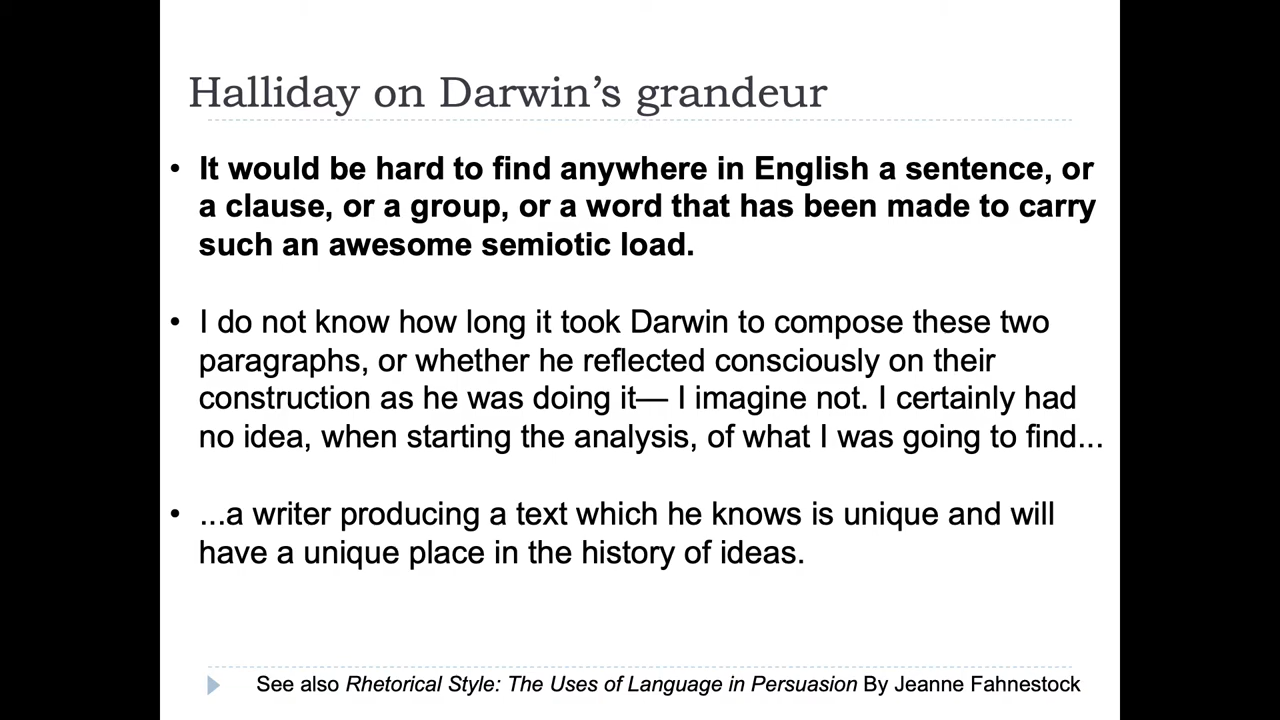 Halliday on Darwin’s grandeur
• It would be hard to find anywhere in English a sentence, or
a clause, or a group, or a word that has been made to carry
such an awesome semiotic load.
• I do not know how long it took Darwin to compose these two
paragraphs, or whether he reflected consciously on their
construction as he was doing it— I imagine not. I certainly had
no idea, when starting the analysis, of what I was going to find...
• ...a writer producing a text which he knows is unique and will
have a unique place in the history of ideas.
See also Rhetorical Style: The Uses of Language in Persuasion By Jeanne Fahnestock